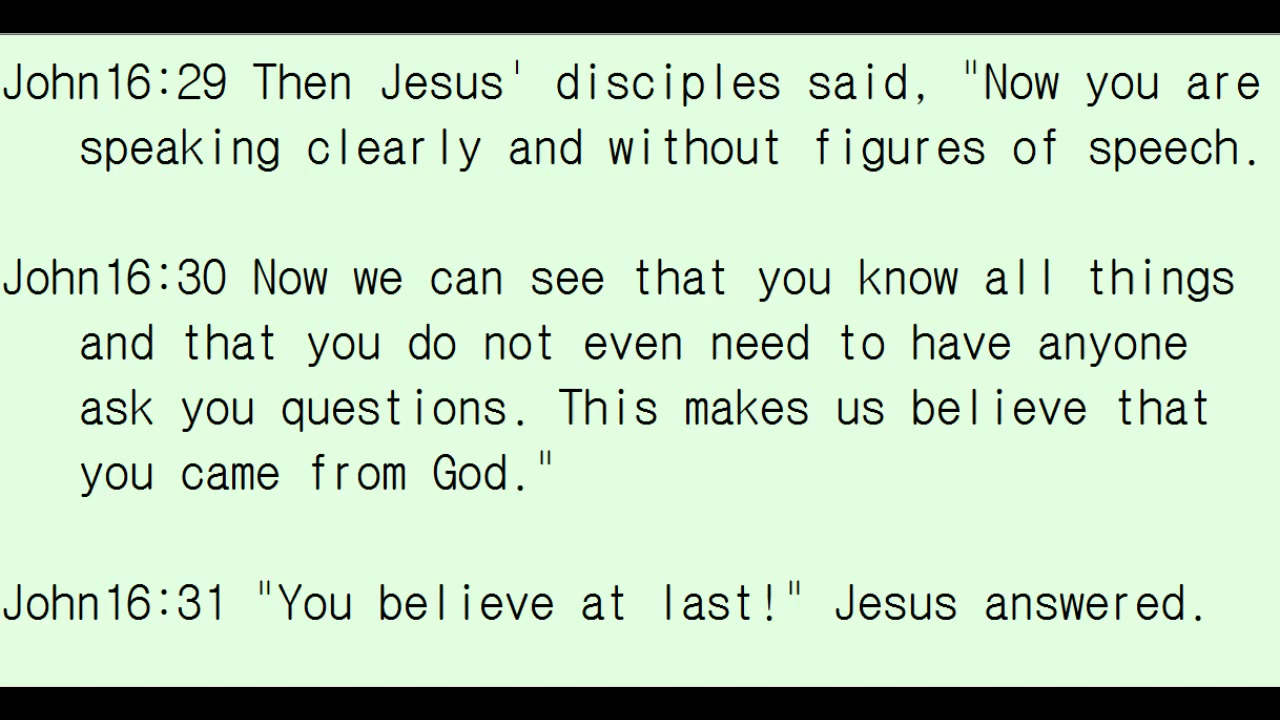 John16:29 Then Jesus' disciples said, "Now you are
speaking clearly and without figures of speech.
John16:30 Now we can see that you know all things
and that you do not even need to have anyone
ask you questions. This makes us believe that
you came from God."
John16:31 "You believe at last!" Jesus answered.